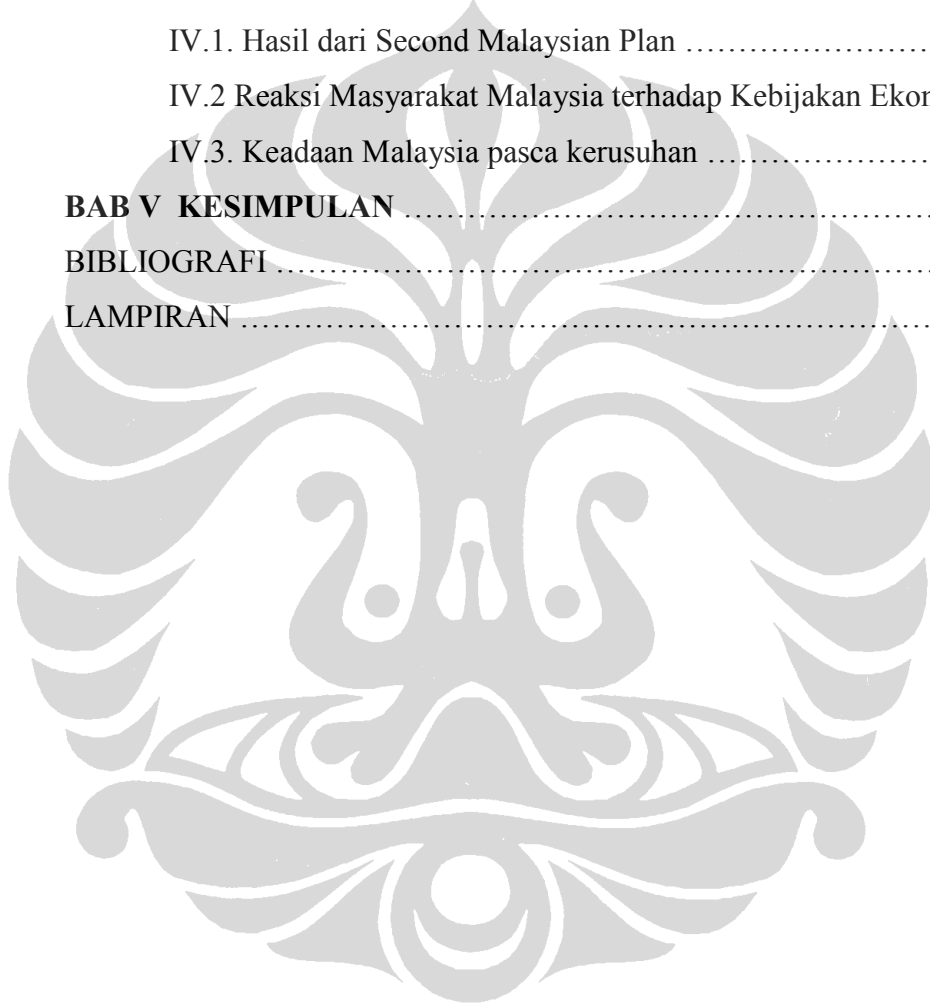 IV.1. Hasil dari Second Malaysian Plan ……………………
IV.2 Reaksi Masyarakat Malaysia terhadap Kebijakan
IV.3. Keadaan Malaysia pasca kerusuhan …………………
BAB V KESIMPULAN ……………………………………………
BIBLIOGRAFI …………………………………………………………
LAMPIRAN ……………………………………………………………